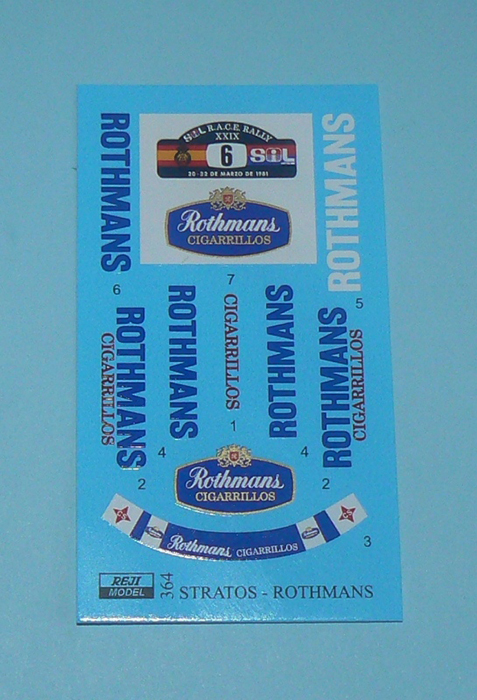 ROTHMANS
SOL R.A.C.E. RALLY
XXIX
6
SOL
20-22 DE MARZO DE 1981
Rothmans
CIGARRILLOS
ROTHMANS
6
7
5
ROTHMANS
CIGARRILLOS
ROTHMANS
CIGARRILLOS
ROTHMANS
ROTHMANS
CIGARRILLOS
2
4
1
4
2
Rothmans
CIGARRILLOS
Rothmans CIGARRILLOS
3
REJI
MODEL
364
STRATOS - ROTHMANS